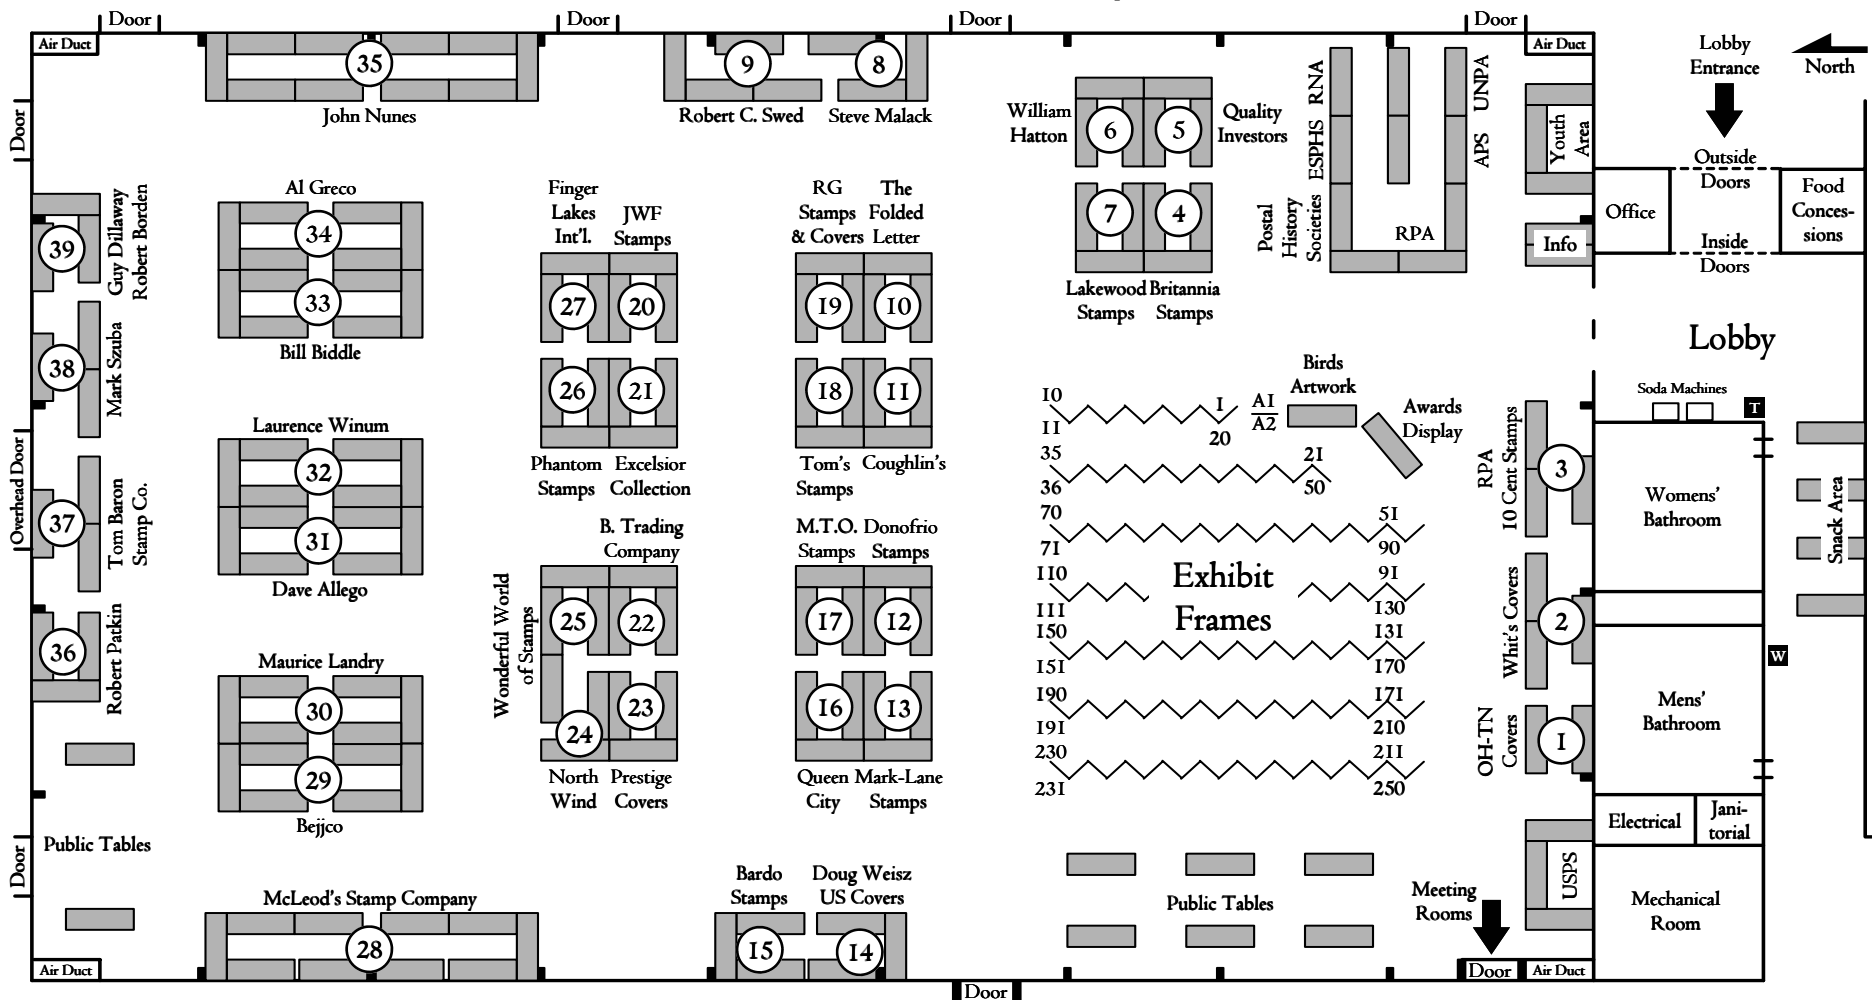 Door
Door
Door
Door
Air Duct
35
John Nunes
9
8
Robert C. Swed
Steve Malack
William
Hatton
6
5
Quality
Investors
7
4
Lakewood
Stamps
Britannia
Stamps
RNA
ESPHS
Postal
History
Societies
UNPA
APS
RPA
Air Duct
Youth
Area
Info
Lobby
Entrance
North
Outside
Doors
Office
Inside
Doors
Food
Conces-
sions
Lobby
Door
39
Guy Dillaway
Robert Borden
38
Mark Szuba
Overhead Door
37
Tom Baron
Stamp Co.
36
Robert Patkin
Public Tables
Door
Air Duct
Al Greco
34
33
Bill Biddle
Laurence Winum
32
31
Dave Allego
Maurice Landry
30
29
Bejjco
McLeod's Stamp Company
28
Finger
Lakes
Int'l.
JWF
Stamps
27
20
26
21
Phantom
Stamps
Excelsior
Collection
B. Trading
Company
Wonderful World
of Stamps
25
22
24
23
North
Wind
Prestige
Covers
RG
Stamps
& Covers
The
Folded
Letter
19
10
18
11
Tom's
Stamps
Coughlin's
M.T.O.
Stamps
Donofrio
Stamps
17
12
16
13
Queen
City
Mark-Lane
Stamps
Bardo
Stamps
Doug Weisz
US Covers
15
14
Door
Birds
Artwork
Awards
Display
10
1
A1
A2
11
20
35
21
36
50
70
51
71
90
110
91
111
130
Exhibit
Frames
150
131
151
170
190
171
191
210
230
211
231
250
Public Tables
Meeting
Rooms
Door
Air Duct
RPA
10 Cent Stamps
3
Whit's Covers
2
OH-TN
Covers
1
USPS
Soda Machines
T
Womens'
Bathroom
Snack Area
W
Mens'
Bathroom
Electrical
Jani-
torial
Mechanical
Room